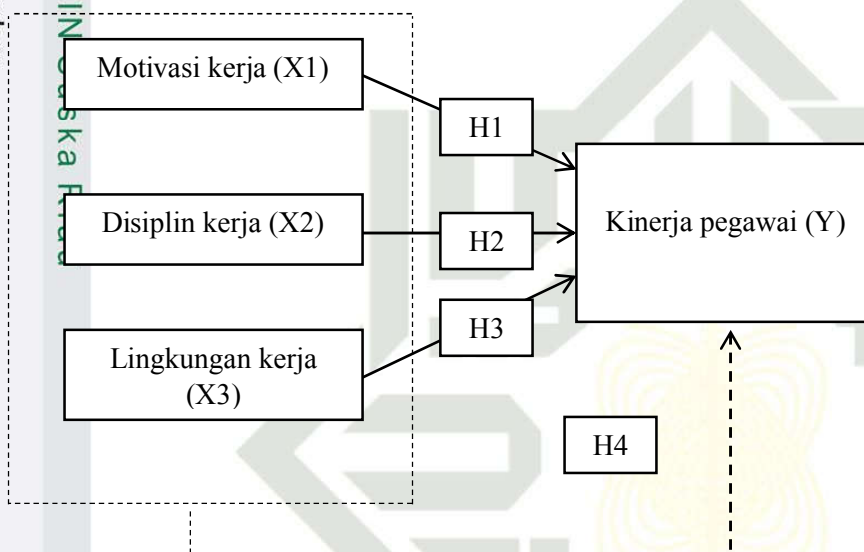 Motivasi kerja (X1)
H1
Disiplin kerja (X2)
H2
Kinerja pegawai (Y)
H3
Lingkungan kerja
(X3)
H4